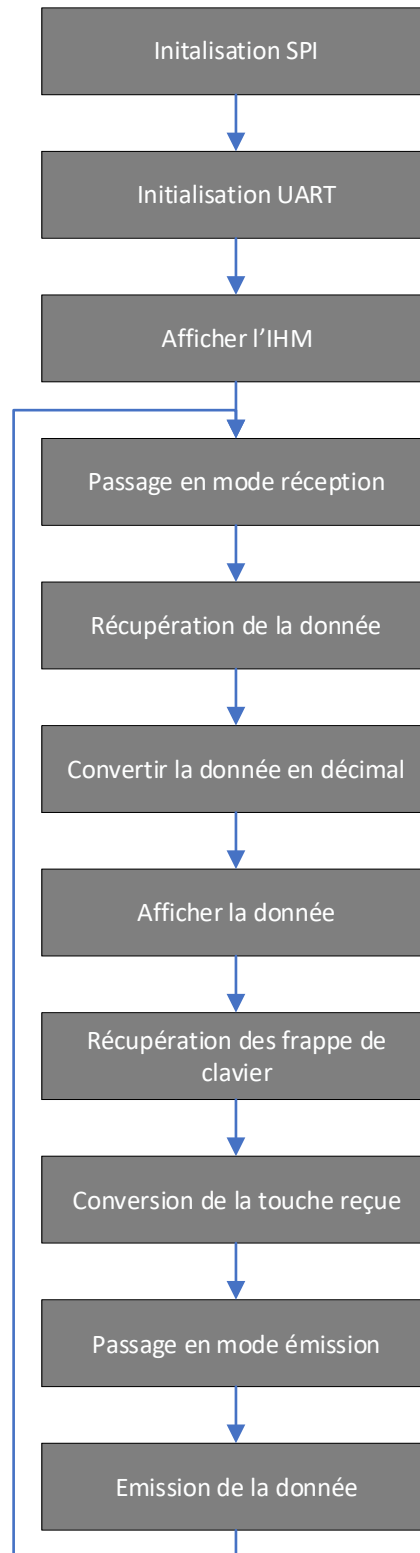 Initalisation SPI
Initialisation UART
Afficher l'IHM
Passage en mode réception
Récupération de la donnée
Convertir la donnée en décimal
Afficher la donnée
Récupération des frappe de
clavier
Conversion de la touche reçue
Passage en mode émission
Emission de la donnée